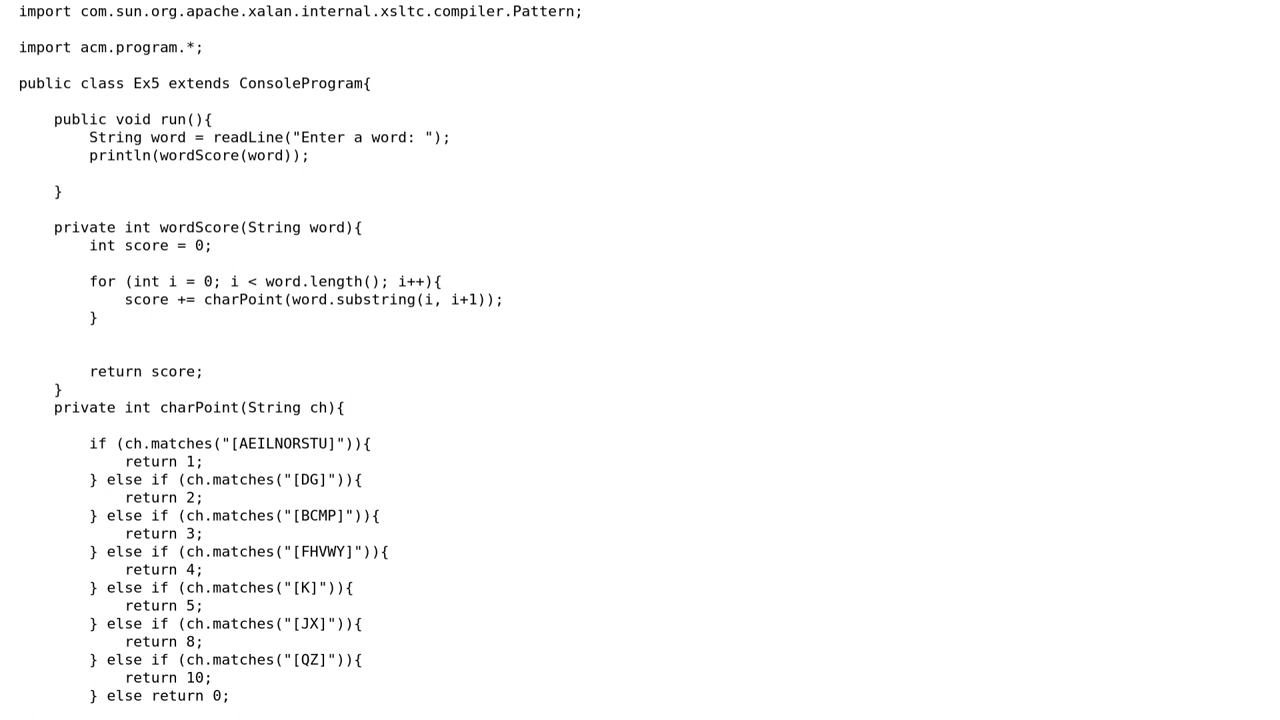 import com.sun.org.apache.xalan.internal.xsltc.compiler.Pattern;
import acm.program.*;
public class Ex5 extends ConsoleProgram{
public void run(){
String word = readLine("Enter a word: ");
println(wordScore(word));
}
private int wordScore(String word){
int score = 0;
for (int i = 0; i < word.length(); i++){
score += charPoint(word.substring(i, i+1));
}
return score;
}
private int charPoint(String ch){
if (ch.matches("[AEILNORSTU]")){
return 1;
} else if (ch.matches("[DG]")){
return 2;
} else if (ch.matches("[BCMP]")){
return 3;
} else if (ch.matches("[FHVWY]")){
return 4;
} else if (ch.matches("[K]")){
return 5;
} else if (ch.matches("[JX]")){
return 8;
} else if (ch.matches("[QZ]")){
return 10;
} else return 0;